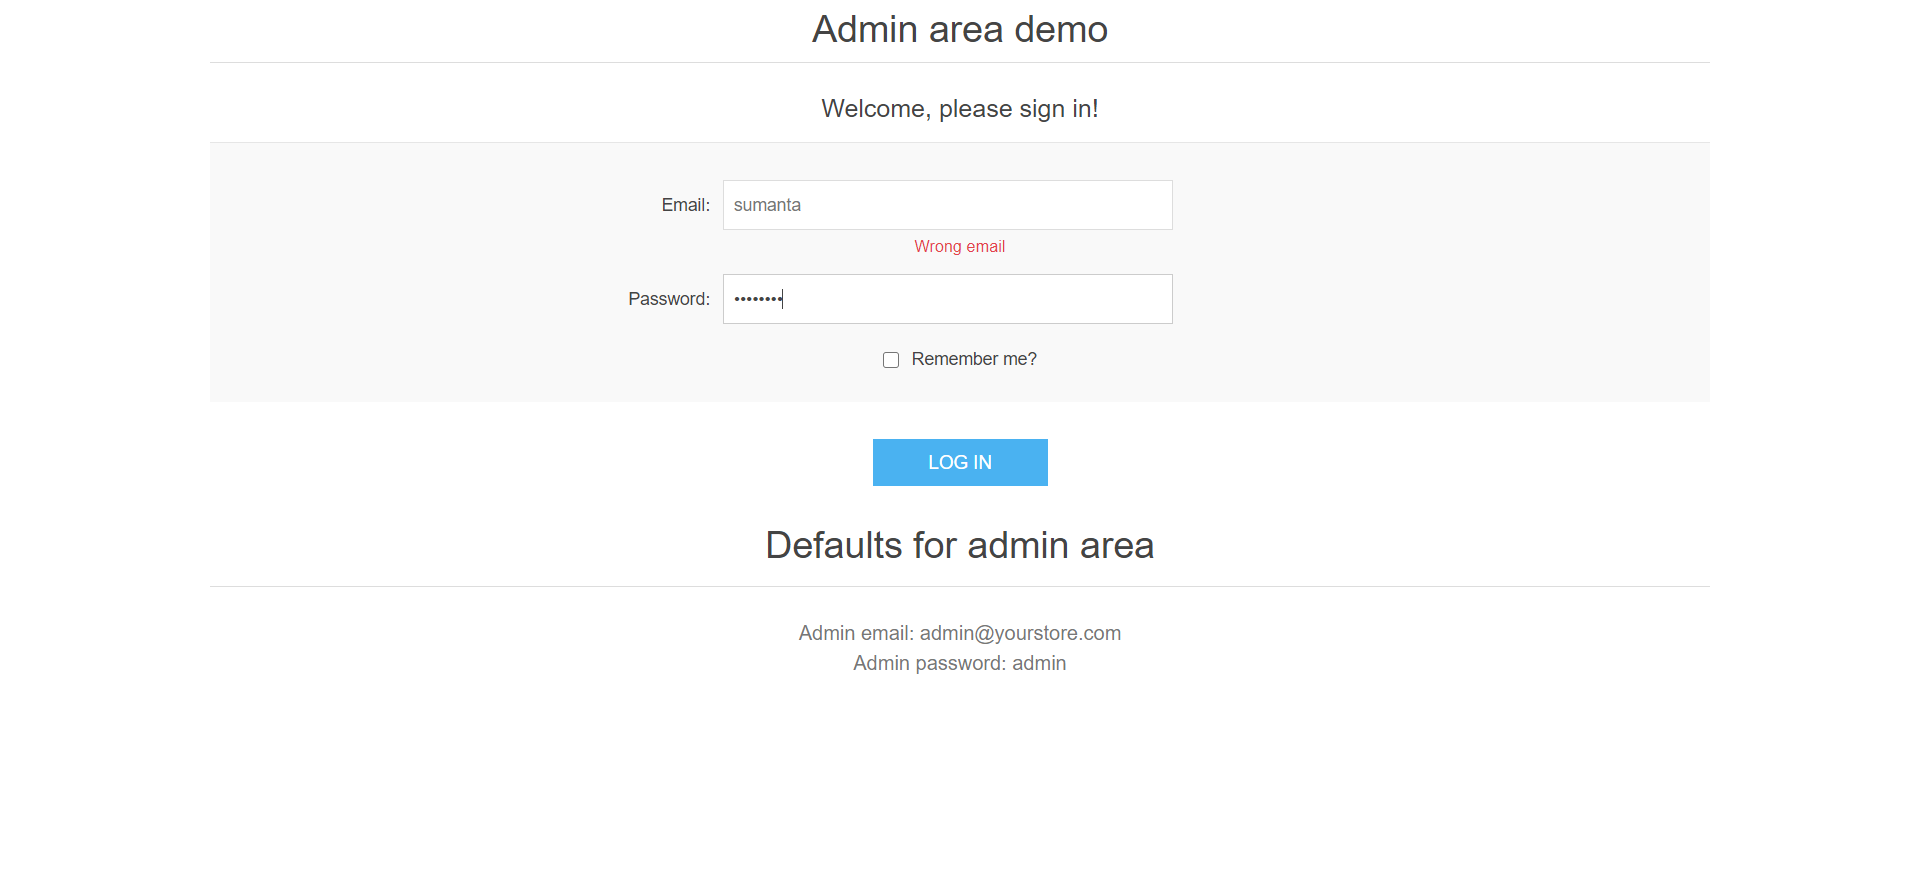 Admin area demo
Welcome, please sign in!
Email: sumanta
Wrong email
Password: ••••••••
Remember me?
LOG IN
Defaults for admin area
Admin email: admin@yourstore.com
Admin password: admin